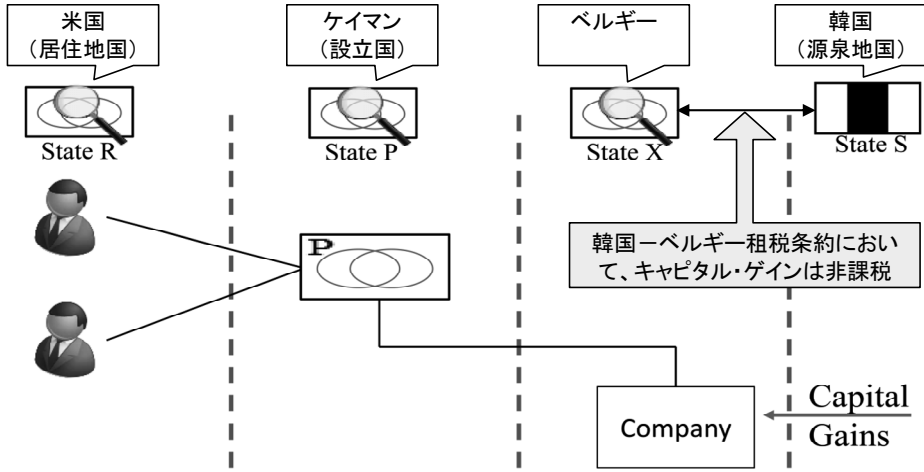 米国
（居住地国）
ケイマン
（設立国）
ベルギー
韓国
（源泉地国）
State R
State P
State X
State S
P
韓国－ベルギー租税条約におい
て、キャピタル・ゲインは非課税
Company
Capital
Gains